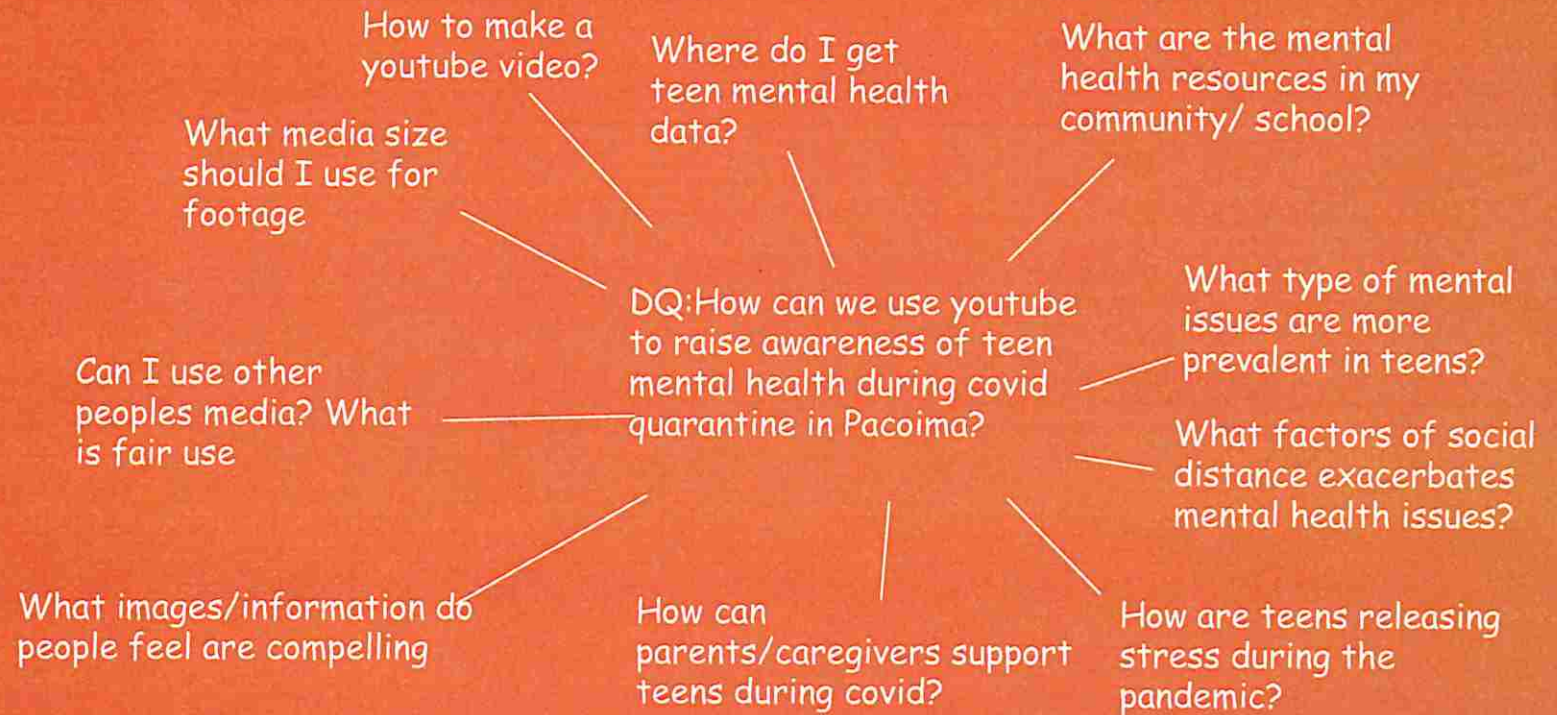 How to make a
youtube video?
Where do I get
teen mental health
data?
What are the mental
health resources in my
community/ school?
What media size
should I use for
footage
DQ:How can we use youtube
to raise awareness of teen
mental health during covid
quarantine in Pacoima?
What type of mental
issues are more
prevalent in teens?
Can I use other
peoples media? What
is fair use
What factors of social
distance exacerbates
mental health issues?
What images/information do
people feel are compelling
How can
parents/caregivers support
teens during covid?
How are teens releasing
stress during the
pandemic?